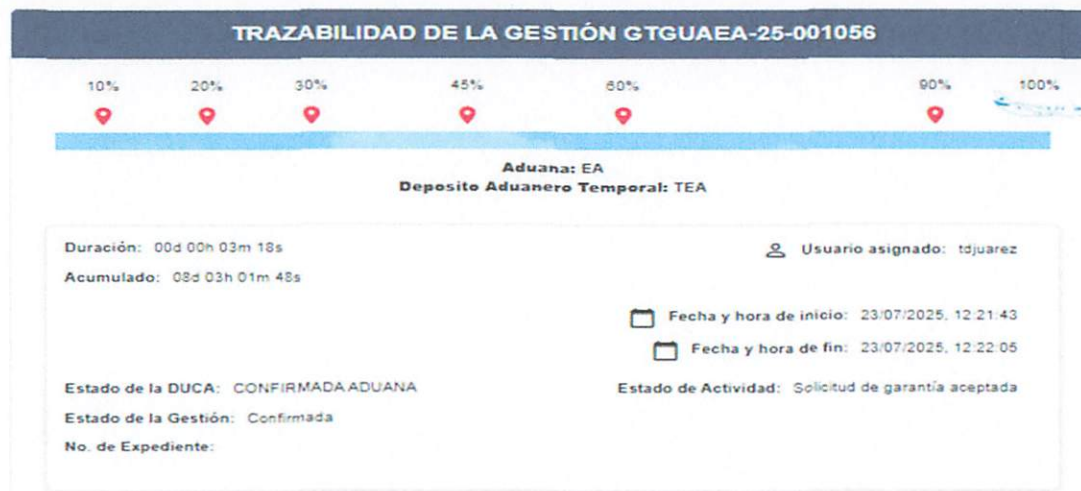 TRAZABILIDAD DE LA GESTIÓN GTGUAEA-25-001056
10% 20% 30% 45% 60% 90% 100%
Aduana: EA
Deposito Aduanero Temporal: TEA
Duración: 00d 00h 03m 18s
Usuario asignado: tdjuarez
Acumulado: 08d 03h 01m 48s
Fecha y hora de inicio: 23/07/2025, 12:21:43
Fecha y hora de fin: 23/07/2025, 12:22:05
Estado de la DUCA: CONFIRMADA ADUANA
Estado de Actividad: Solicitud de garantía aceptada
Estado de la Gestión: Confirmada
No. de Expediente: